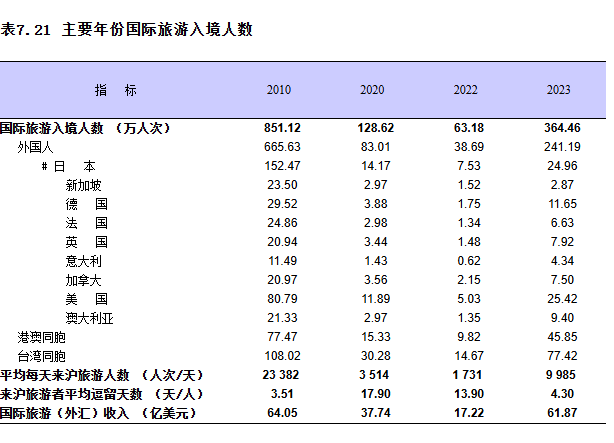 表7.21 主要年份国际旅游入境人数
指 标 2010 2020 2022 2023
国际旅游入境人数 （万人次） 851.12 128.62 63.18 364.46
外国人 665.63 83.01 38.69 241.19
# 日 本 152.47 14.17 7.53 24.96
新加坡 23.50 2.97 1.52 2.87
德 国 29.52 3.88 1.75 11.65
法 国 24.86 2.98 1.34 6.63
英 国 20.94 3.44 1.48 7.92
意大利 11.49 1.43 0.62 4.34
加拿大 20.97 3.56 2.15 7.50
美 国 80.79 11.89 5.03 25.42
澳大利亚 21.33 2.97 1.35 9.40
港澳同胞 77.47 15.33 9.82 45.85
台湾同胞 108.02 30.28 14.67 77.42
平均每天来沪旅游人数 （人次/天） 23 382 3 514 1 731 9 985
来沪旅游者平均逗留天数 （天/人） 3.51 17.90 13.90 4.30
国际旅游（外汇）收入 （亿美元） 64.05 37.74 17.22 61.87